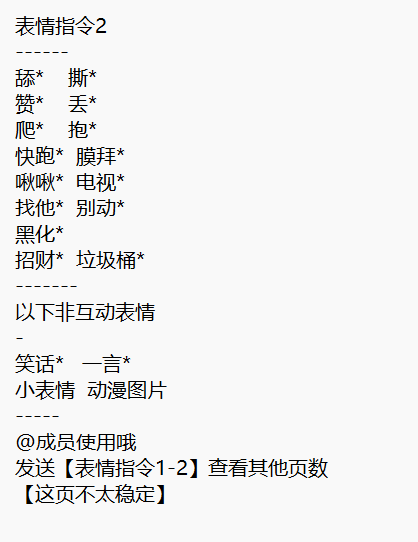 表情指令2
------
舔*  撕*
赞*  丢*
爬*  抱*
快跑* 膜拜*
啾啾* 电视*
找他* 别动*
黑化*
招财* 垃圾桶*
-------
以下非互动表情
-
笑话*  一言*
小表情 动漫图片
-----
@成员使用哦
发送【表情指令1-2】查看其他页数
【这页不太稳定】